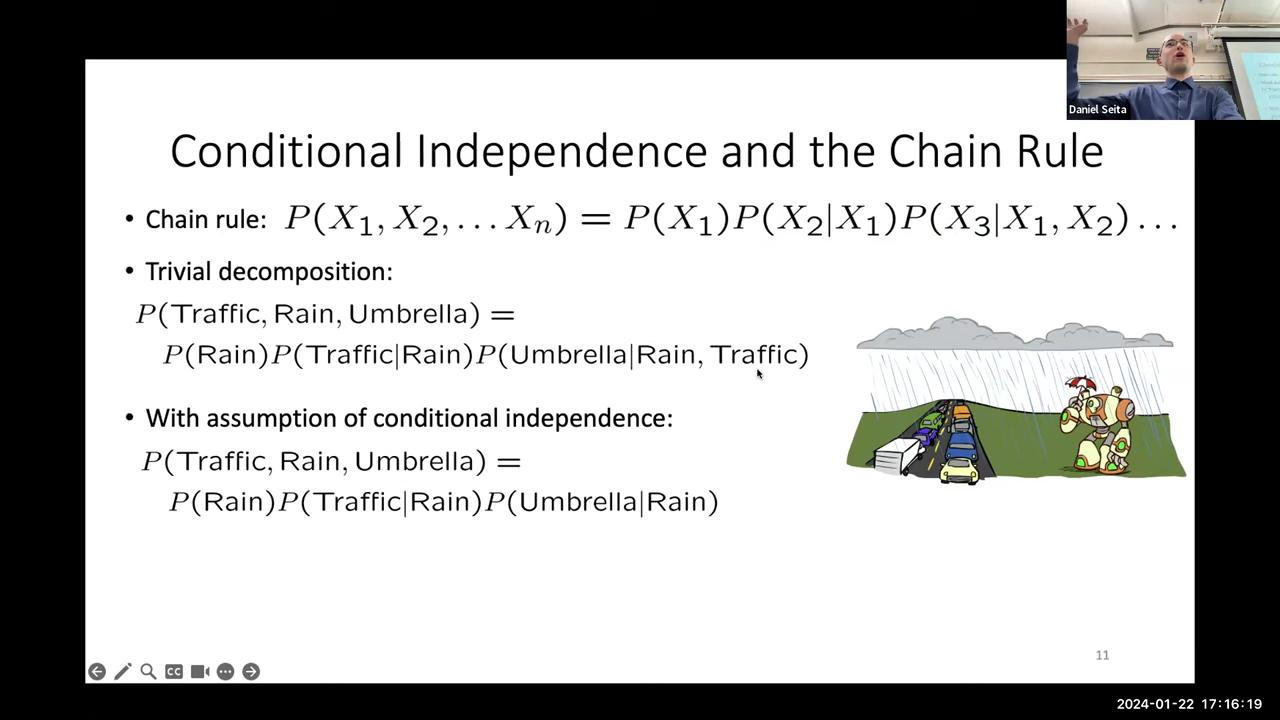 Daniel Seita
Conditional Independence and the Chain Rule
• Chain rule: P(X₁, X₂, … Xₙ) = P(X₁)P(X₂|X₁)P(X₃|X₁, X₂) …
• Trivial decomposition:
P(Traffic, Rain, Umbrella) =
P(Rain)P(Traffic|Rain)P(Umbrella|Rain, Traffic)
• With assumption of conditional independence:
P(Traffic, Rain, Umbrella) =
P(Rain)P(Traffic|Rain)P(Umbrella|Rain)
11
CC
2024-01-22 17:16:19